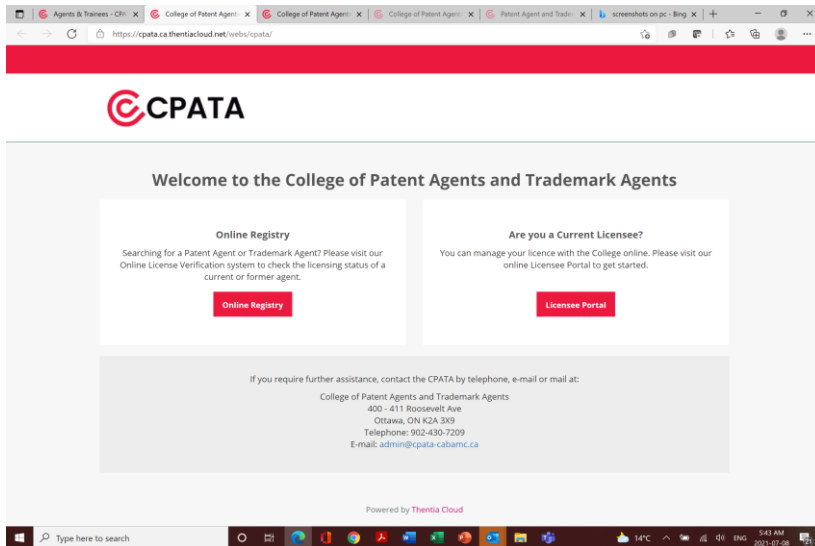 Agents & Trainees - CPA
College of Patent Agent
College of Patent Agent
College of Patent Agent
Patent Agent and Trade
screenshots on pc - Bing
https://cpata.ca.thentiacloud.net/webs/cpata/
CPATA
Welcome to the College of Patent Agents and Trademark Agents
Online Registry
Searching for a Patent Agent or Trademark Agent? Please visit our
Online License Verification system to check the licensing status of a
current or former agent.
Online Registry
Are you a Current Licensee?
You can manage your licence with the College online. Please visit our
online Licensee Portal to get started.
Licensee Portal
If you require further assistance, contact the CPATA by telephone, e-mail or mail at:
College of Patent Agents and Trademark Agents
400 - 411 Roosevelt Ave
Ottawa, ON K2A 3X9
Telephone: 902-430-7209
E-mail: admin@cpata-cabamc.ca
Powered by Thentia Cloud
Type here to search
14°C
ENG
5:43 AM
2021-07-08